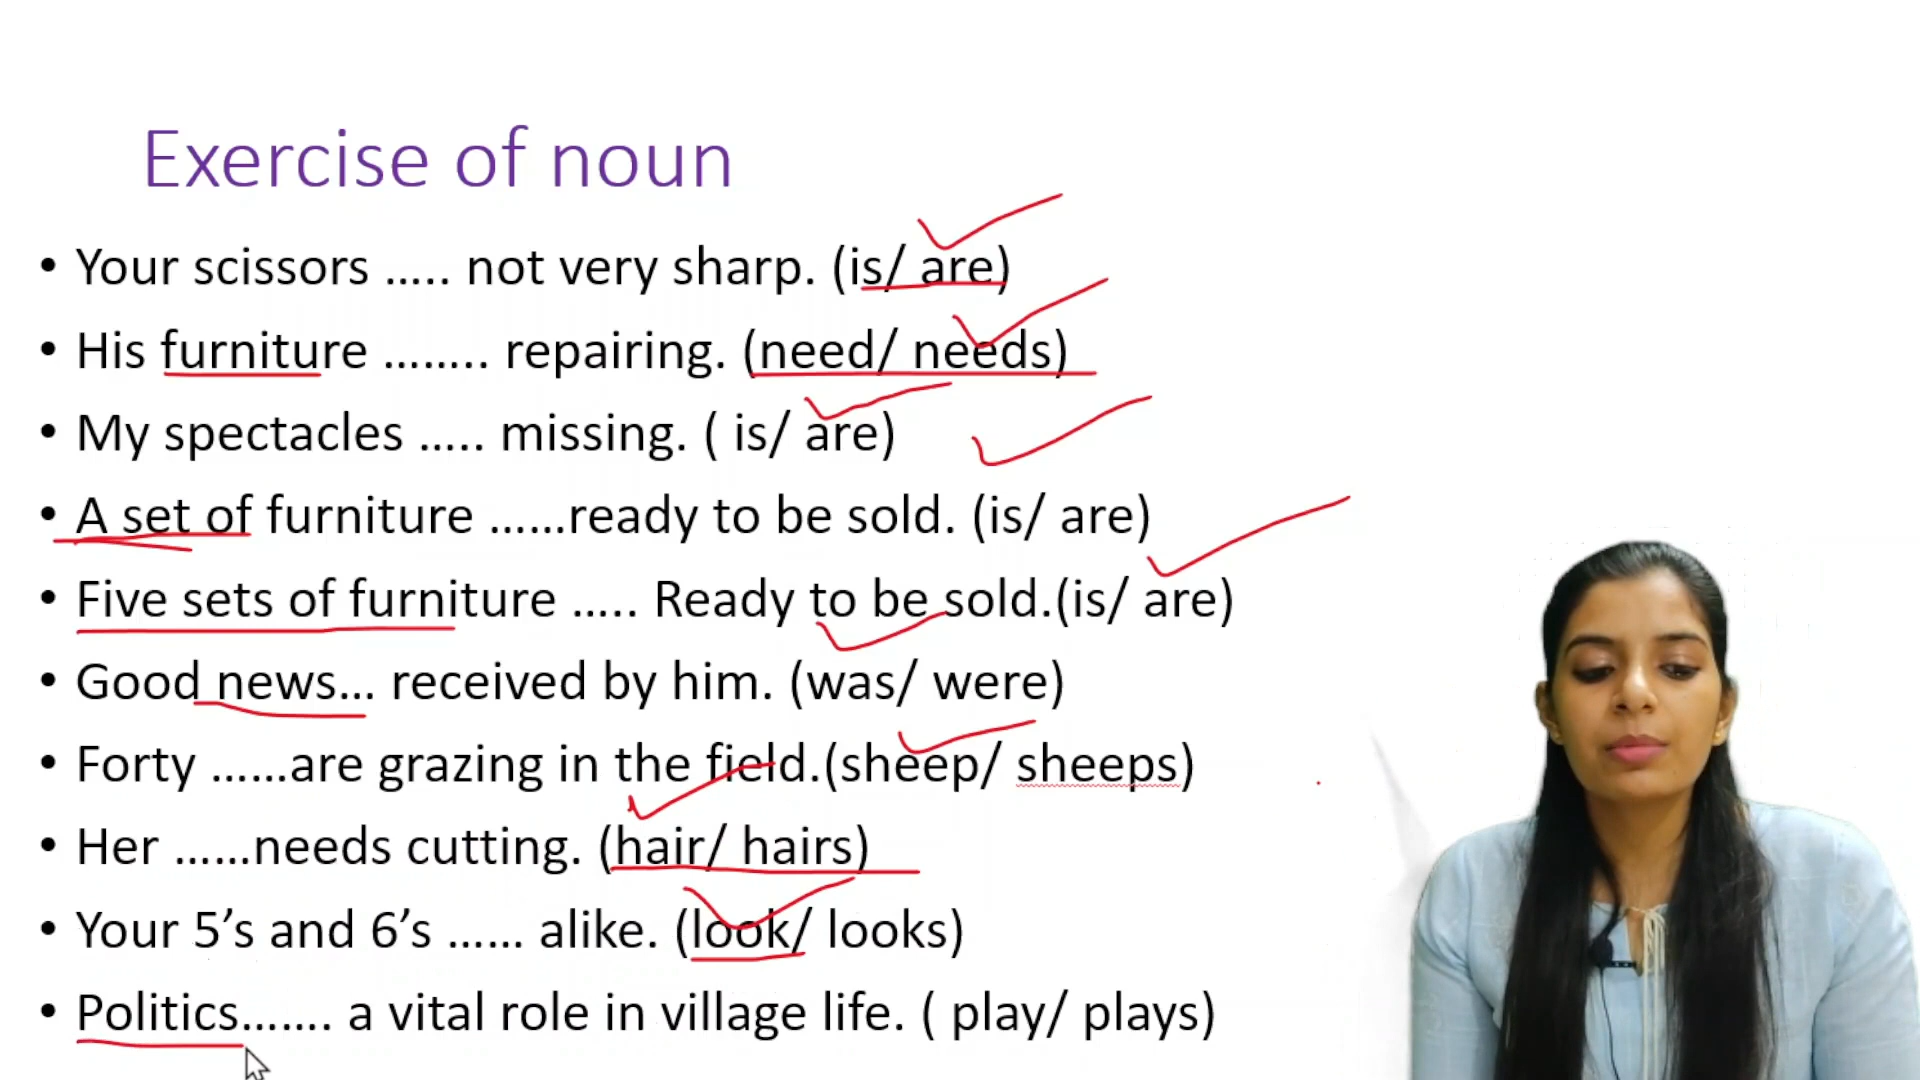 Exercise of noun
• Your scissors ..... not very sharp. (is/ are)
• His furniture ........ repairing. (need/ needs)
• My spectacles ..... missing. ( is/ are)
• A set of furniture ......ready to be sold. (is/ are)
• Five sets of furniture ..... Ready to be sold.(is/ are)
• Good news... received by him. (was/ were)
• Forty ......are grazing in the field.(sheep/ sheeps)
• Her ......needs cutting. (hair/ hairs)
• Your 5’s and 6’s ...... alike. (look/ looks)
• Politics....... a vital role in village life. ( play/ plays)